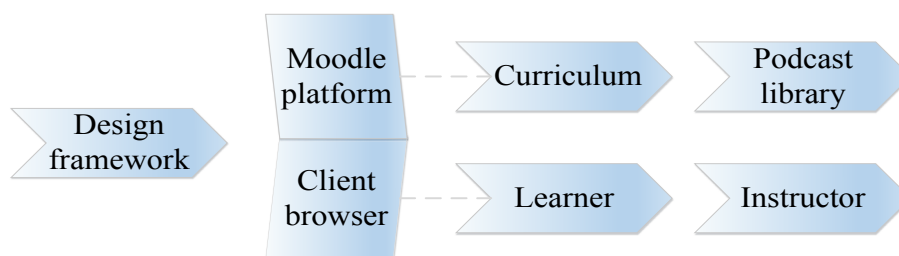 Design
framework
Moodle
platform
Client
browser
Curriculum
Podcast
library
Learner
Instructor